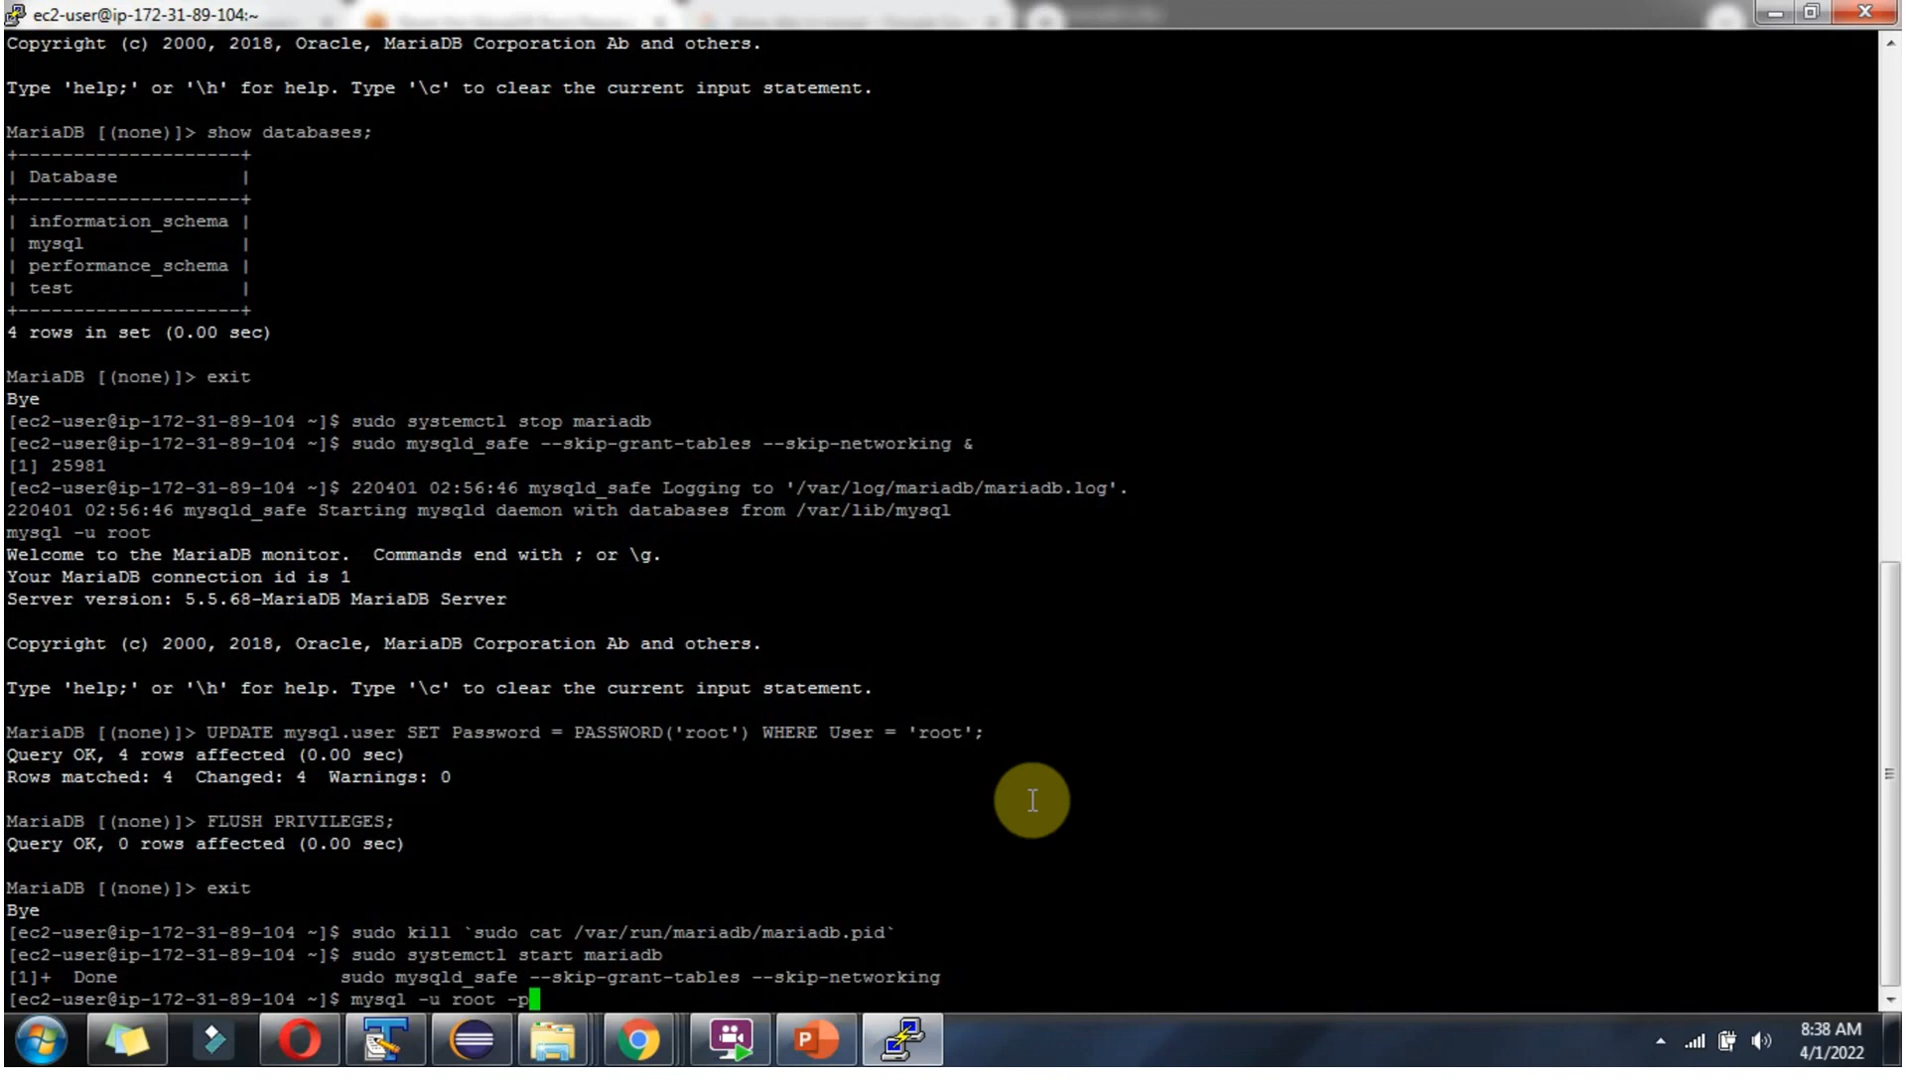 ec2-user@ip-172-31-89-104:~
Copyright (c) 2000, 2018, Oracle, MariaDB Corporation Ab and others.
Type 'help;' or '\h' for help. Type '\c' to clear the current input statement.
MariaDB [(none)]> show databases;
+--------------------+
| Database           |
+--------------------+
| information_schema |
| mysql              |
| performance_schema |
| test               |
+--------------------+
4 rows in set (0.00 sec)
MariaDB [(none)]> exit
Bye
[ec2-user@ip-172-31-89-104 ~]$ sudo systemctl stop mariadb
[ec2-user@ip-172-31-89-104 ~]$ sudo mysqld_safe --skip-grant-tables --skip-networking &
[1] 25981
[ec2-user@ip-172-31-89-104 ~]$ 220401 02:56:46 mysqld_safe Logging to '/var/log/mariadb/mariadb.log'.
220401 02:56:46 mysqld_safe Starting mysqld daemon with databases from /var/lib/mysql
mysql -u root
Welcome to the MariaDB monitor.  Commands end with ; or \g.
Your MariaDB connection id is 1
Server version: 5.5.68-MariaDB MariaDB Server
Copyright (c) 2000, 2018, Oracle, MariaDB Corporation Ab and others.
Type 'help;' or '\h' for help. Type '\c' to clear the current input statement.
MariaDB [(none)]> UPDATE mysql.user SET Password = PASSWORD('root') WHERE User = 'root';
Query OK, 4 rows affected (0.00 sec)
Rows matched: 4  Changed: 4  Warnings: 0
MariaDB [(none)]> FLUSH PRIVILEGES;
Query OK, 0 rows affected (0.00 sec)
MariaDB [(none)]> exit
Bye
[ec2-user@ip-172-31-89-104 ~]$ sudo kill `sudo cat /var/run/mariadb/mariadb.pid`
[ec2-user@ip-172-31-89-104 ~]$ sudo systemctl start mariadb
[1]+  Done                    sudo mysqld_safe --skip-grant-tables --skip-networking
[ec2-user@ip-172-31-89-104 ~]$ mysql -u root -p
8:38 AM
4/1/2022